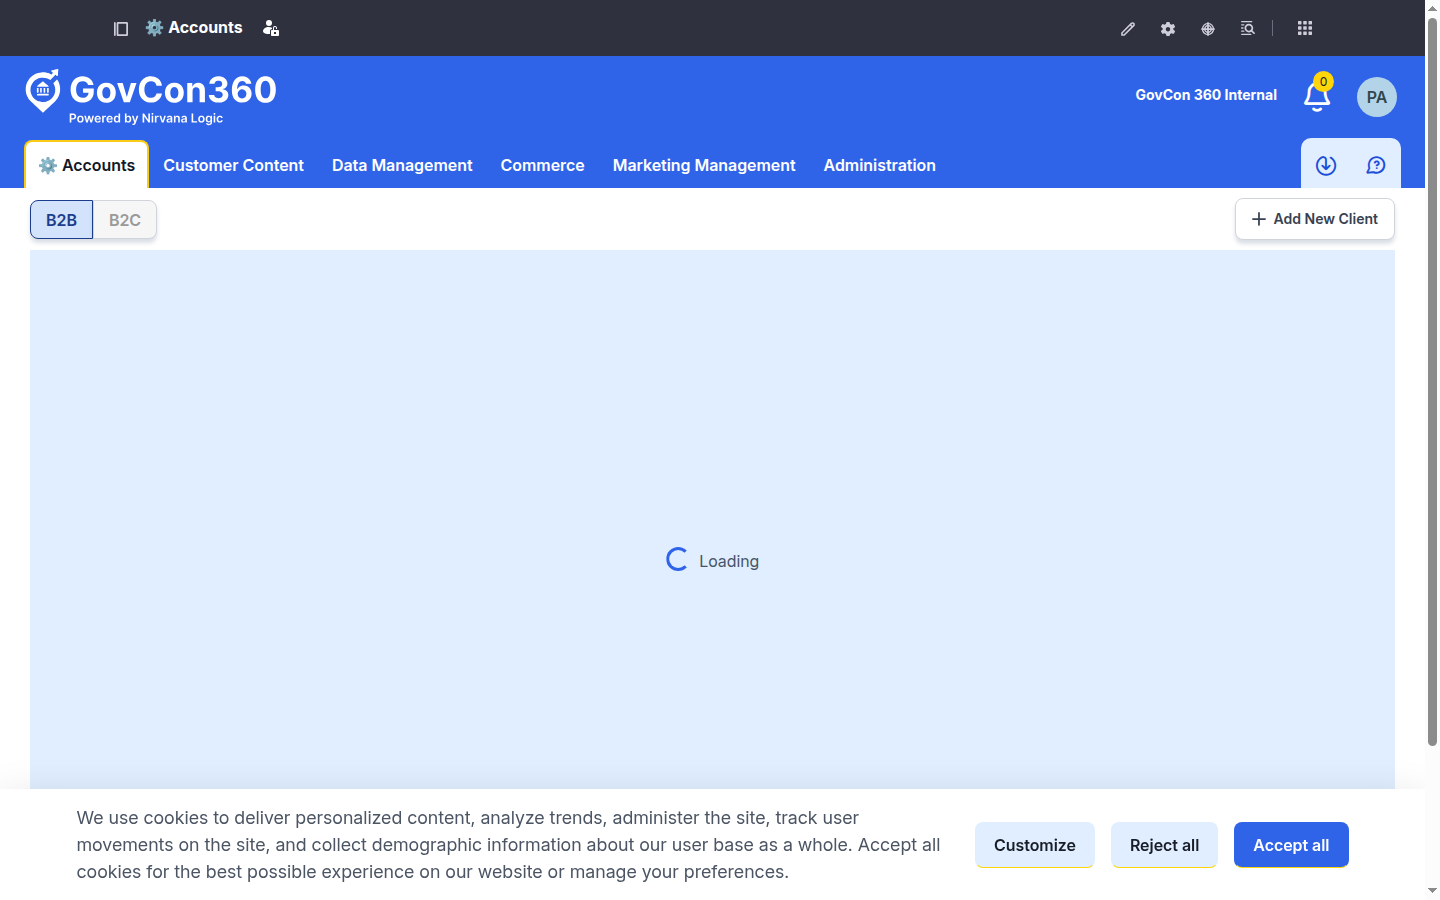 Accounts
GovCon360
Powered by Nirvana Logic
GovCon 360 Internal
0
PA
Accounts
Customer Content
Data Management
Commerce
Marketing Management
Administration
B2B
B2C
Add New Client
Loading
We use cookies to deliver personalized content, analyze trends, administer the site, track user
movements on the site, and collect demographic information about our user base as a whole. Accept all
cookies for the best possible experience on our website or manage your preferences.
Customize
Reject all
Accept all